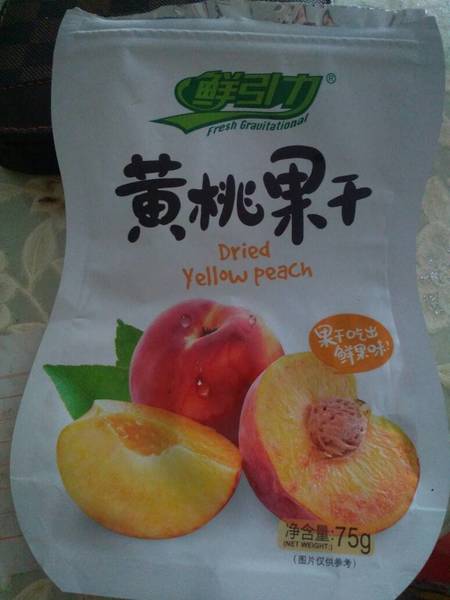 鲜引力®
Fresh Gravitational
黄桃果干
Dried
Yellow Peach
果干吃出
鲜果味!
净含量:75g
(NET WEIGHT:)
(图片仅供参考)